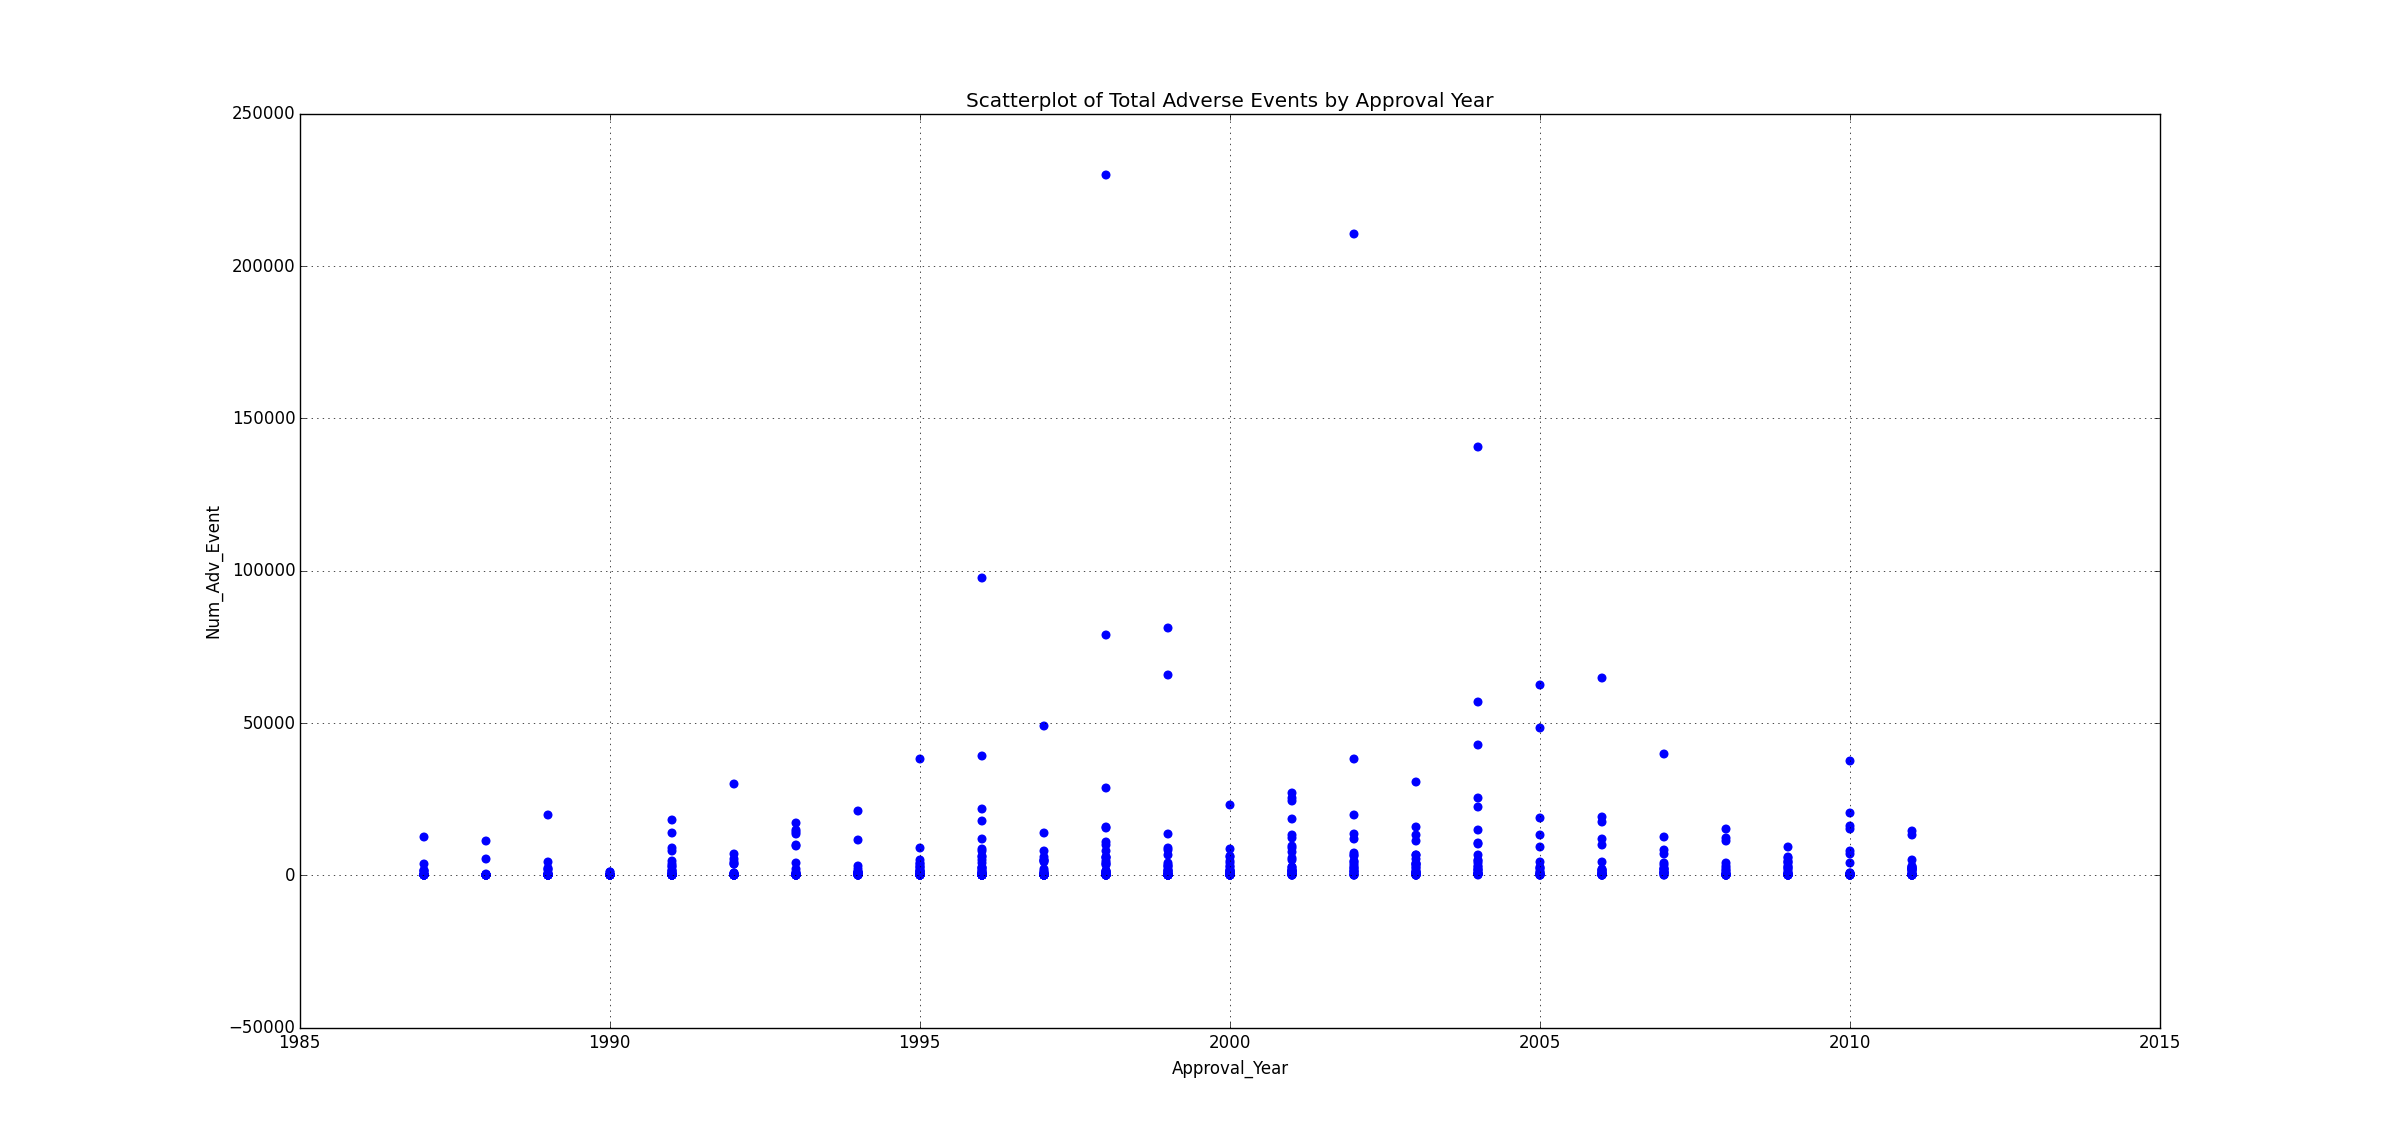 Scatterplot of Total Adverse Events by Approval Year
250000
200000
150000
100000
50000
0
−50000
Num_Adv_Event
1985 1990 1995 2000 2005 2010 2015
Approval_Year